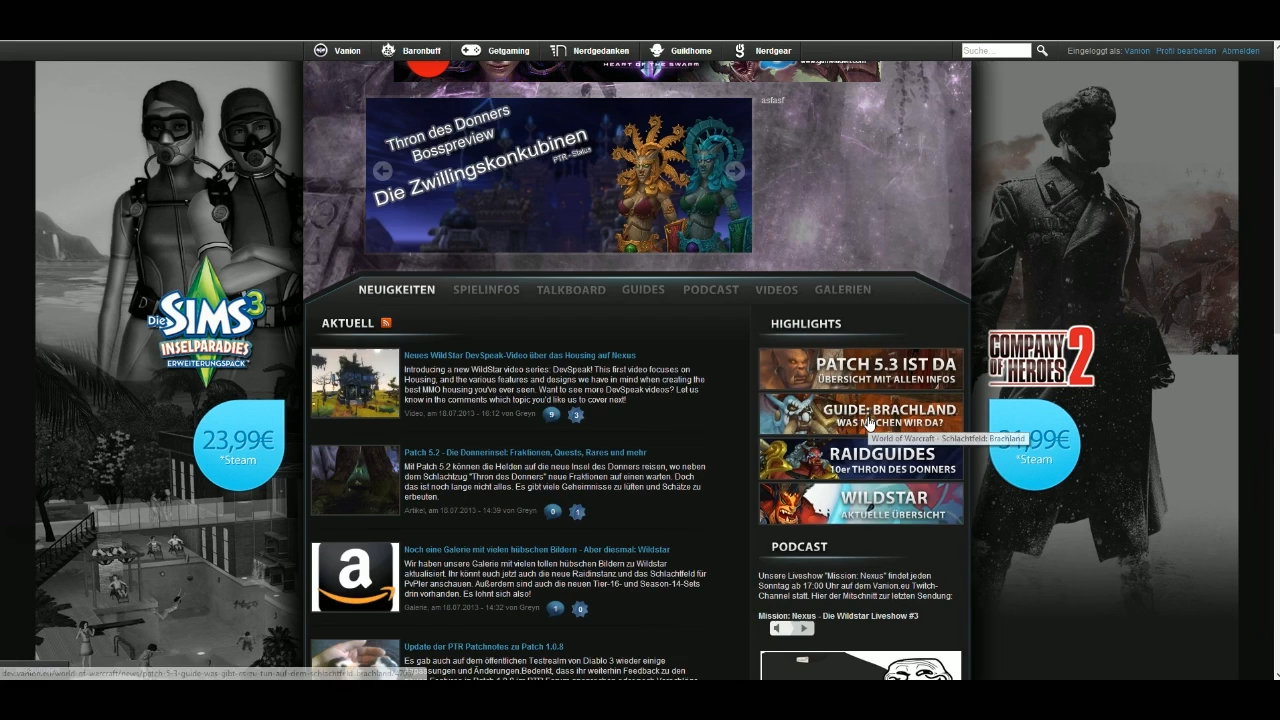 Vanion Baronbuff Getgaming Nerdgedanken Guildhome Nerdgear Suche... Eingeloggt als: Vanion Profil bearbeiten Abmelden
HEART OF THE SWARM
asfasf
Thron des Donners
Bosspreview
Die Zwillingskonkubinen
PTR-Status
NEUIGKEITEN SPIELINFOS TALKBOARD GUIDES PODCAST VIDEOS GALERIEN
AKTUELL
Neues WildStar DevSpeak-Video über das Housing auf Nexus
Introducing a new WildStar video series: DevSpeak! This first video focuses on
Housing, and the various features and designs we have in mind when creating the
best MMO housing you've ever seen. Want to see more DevSpeak videos? Let us
know in the comments which topic you'd like us to cover next!
Video, am 18.07.2013 - 16:12 von Greyn 9 3
Patch 5.2 - Die Donnerinsel: Fraktionen, Quests, Rares und mehr
Mit Patch 5.2 können die Helden auf die neue Insel des Donners reisen, wo neben
dem Schlachtzug "Thron des Donners" neue Fraktionen auf einen warten. Doch
das ist noch lange nicht alles. Es gibt viele Geheimnisse zu lüften und Schätze zu
erbeuten.
Artikel, am 18.07.2013 - 14:39 von Greyn 0 1
Noch eine Galerie mit vielen hübschen Bildern - Aber diesmal: Wildstar
Wir haben unsere Galerie mit vielen tollen hübschen Bildern zu Wildstar
aktualisiert. Ihr könnt euch jetzt auch die neue Raidinstanz und das Schlachtfeld für
PvPler anschauen. Außerdem sind auch die neuen Tier-16- und Season-14-Sets
drin vorhanden. Es lohnt sich also!
Galerie, am 18.07.2013 - 14:32 von Greyn 1 0
Update der PTR Patchnotes zu Patch 1.0.8
Es gab auch auf dem öffentlichen Testrealm von Diablo 3 wieder einige
Anpassungen und Änderungen. Bedenkt, dass ihr weiterhin Feedback zu den
HIGHLIGHTS
PATCH 5.3 IST DA
ÜBERSICHT MIT ALLEN INFOS
GUIDE: BRACHLAND
WAS MACHEN WIR DA?
World of Warcraft - Schlachtfeld: Brachland
RAIDGUIDES
10er THRON DES DONNERS
WILDSTAR
AKTUELLE ÜBERSICHT
PODCAST
Unsere Liveshow "Mission: Nexus" findet jeden
Sonntag ab 17:00 Uhr auf dem Vanion.eu Twitch-
Channel statt. Hier der Mitschnitt zur letzten Sendung:
Mission: Nexus - Die Wildstar Liveshow #3
Die SIMS 3
INSELPARADIES
ERWEITERUNGSPACK
23,99€
*Steam
COMPANY
OF HEROES 2
*Steam